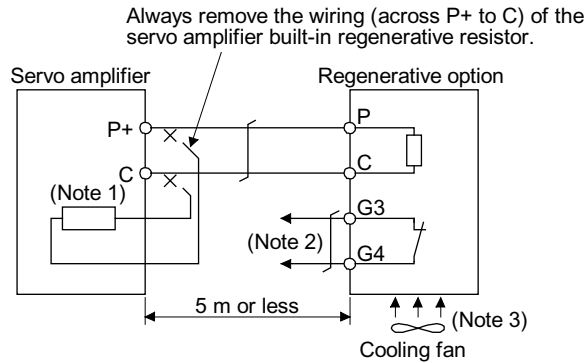 Always remove the wiring (across P+ to C) of the
servo amplifier built-in regenerative resistor.
Servo amplifier
Regenerative option
P+
P
C
C
(Note 1)
G3
(Note 2)
G4
5 m or less
(Note 3)
Cooling fan